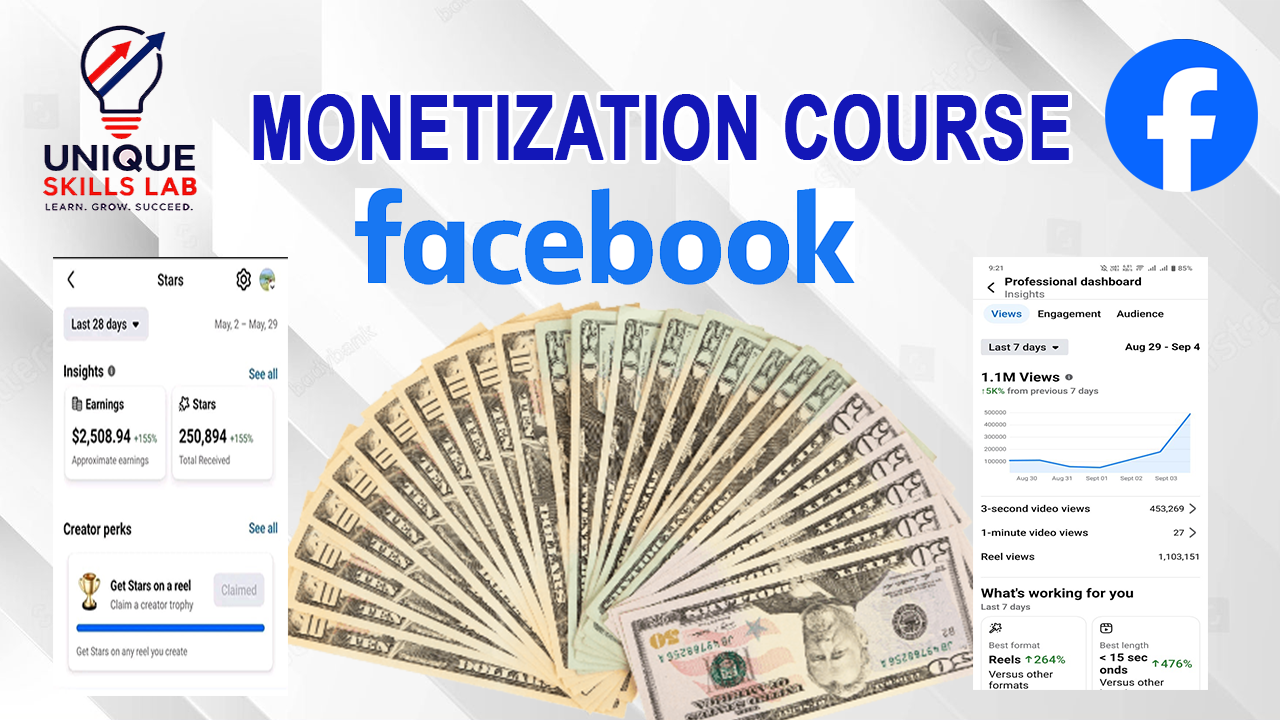 UNIQUE
SKILLS LAB
LEARN. GROW. SUCCEED.
MONETIZATION COURSE
facebook
Stars
Last 28 days
May, 2 – May, 29
Insights
See all
Earnings
$2,508.94 +155%
Approximate earnings
Stars
250,894 +155%
Total Received
Creator perks
See all
Get Stars on a reel
Claim a creator trophy
Claimed
Get Stars on any reel you create
9:21
85%
Professional dashboard
Insights
Views
Engagement
Audience
Last 7 days
Aug 29 - Sep 4
1.1M Views
↑5K% from previous 7 days
500000
400000
300000
200000
100000
Aug 30
Aug 31
Sept 01
Sept 02
Sept 03
3-second video views
453,269
1-minute video views
27
Reel views
1,103,151
What's working for you
Last 7 days
Best format
Reels ↑264%
Versus other
formats
Best length
< 15 sec
onds ↑476%
Versus other
10
TEN
DOLLARS
50
JB49788256A
B2